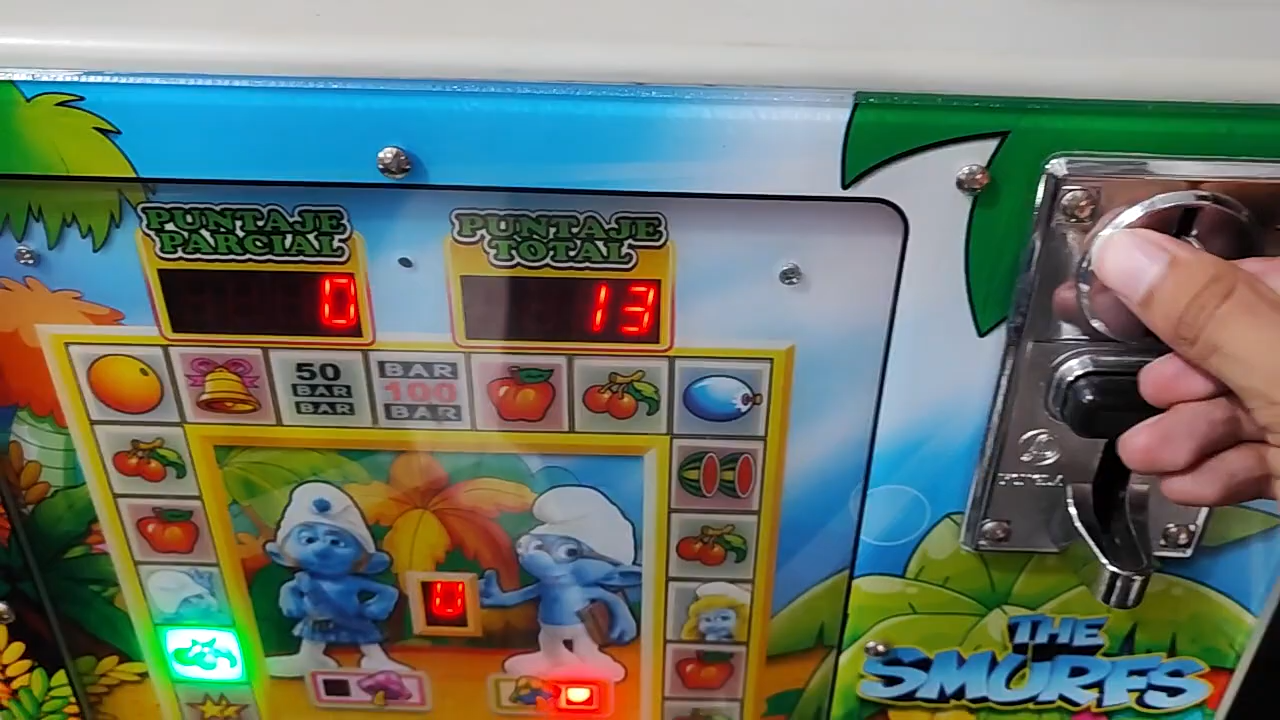 PUNTAJE
PARCIAL
PUNTAJE
TOTAL
0
13
50
BAR
BAR
BAR
100
BAR
THE
SMURFS